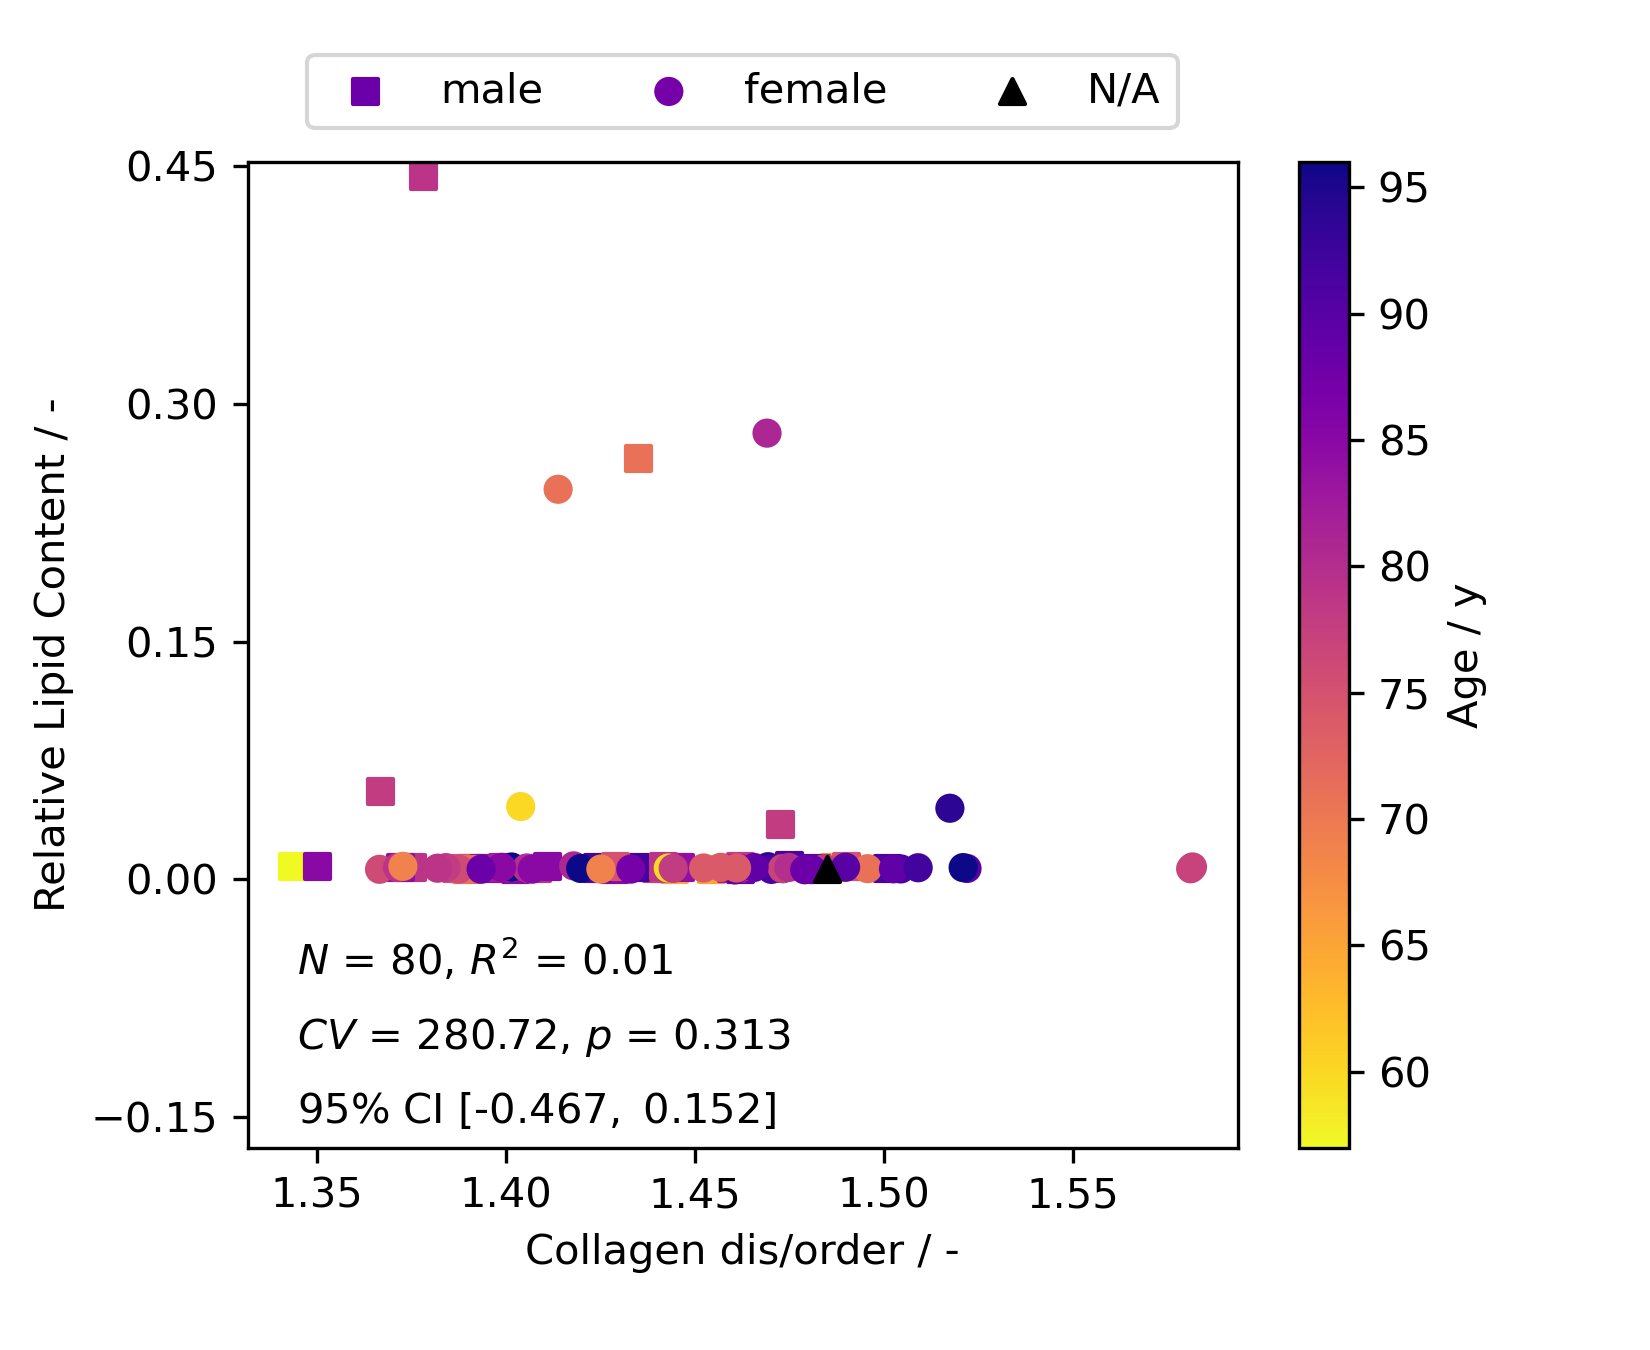 male female N/A
0.45
0.30
0.15
0.00
−0.15
Relative Lipid Content / -
N = 80, R² = 0.01
CV = 280.72, p = 0.313
95% CI [-0.467, 0.152]
1.35 1.40 1.45 1.50 1.55
Collagen dis/order / -
95
90
85
80
75
70
65
60
Age / y